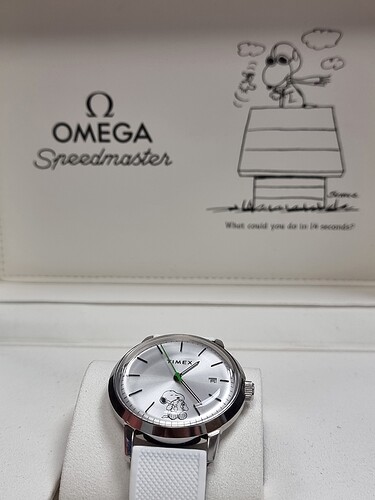 Ω
OMEGA
Speedmaster
What could you do in 14 seconds?
TIMEX